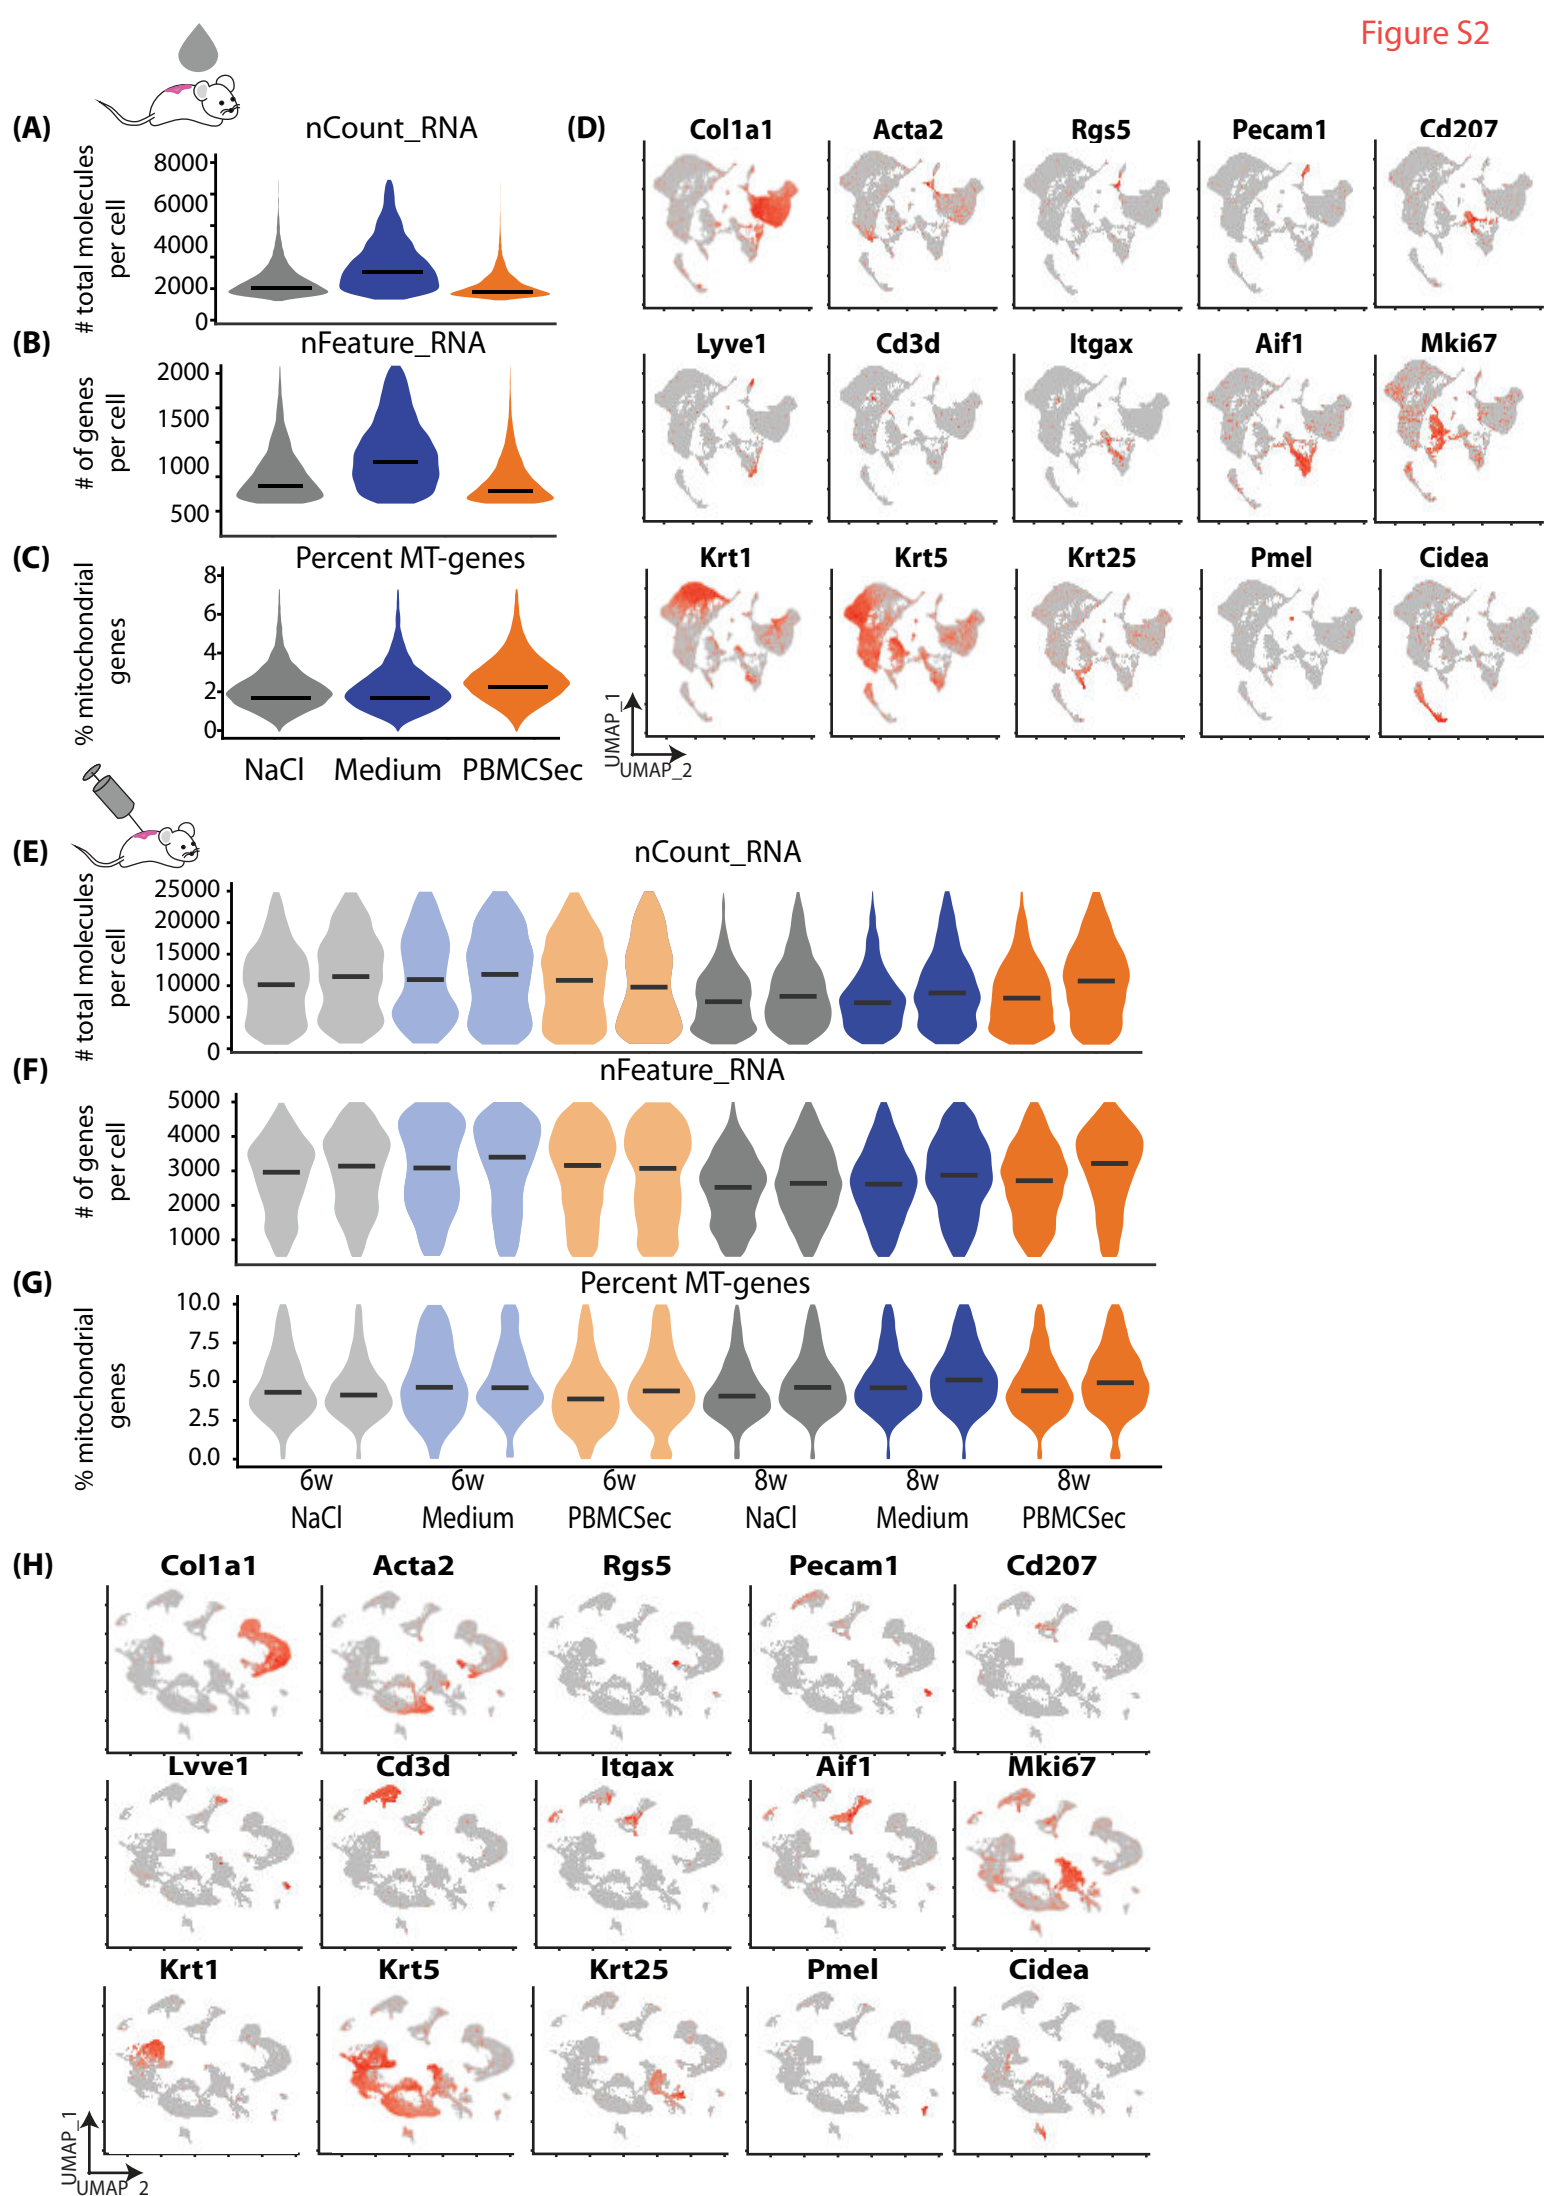 Figure S2
(A)
nCount_RNA
# total molecules
per cell
8000
6000
4000
2000
0
(B)
nFeature_RNA
# of genes
per cell
2000
1500
1000
500
(C)
Percent MT-genes
% mitochondrial
genes
8
6
4
2
0
NaCl Medium PBMCSec
(D)
Col1a1 Acta2 Rgs5 Pecam1 Cd207
Lyve1 Cd3d Itgax Aif1 Mki67
Krt1 Krt5 Krt25 Pmel Cidea
UMAP_1
UMAP_2
(E)
nCount_RNA
# total molecules
per cell
25000
20000
15000
10000
5000
0
(F)
nFeature_RNA
# of genes
per cell
5000
4000
3000
2000
1000
(G)
Percent MT-genes
% mitochondrial
genes
10.0
7.5
5.0
2.5
0.0
6w 6w 6w 8w 8w 8w
NaCl Medium PBMCSec NaCl Medium PBMCSec
(H)
Col1a1 Acta2 Rgs5 Pecam1 Cd207
Lyve1 Cd3d Itgax Aif1 Mki67
Krt1 Krt5 Krt25 Pmel Cidea
UMAP_1
UMAP_2